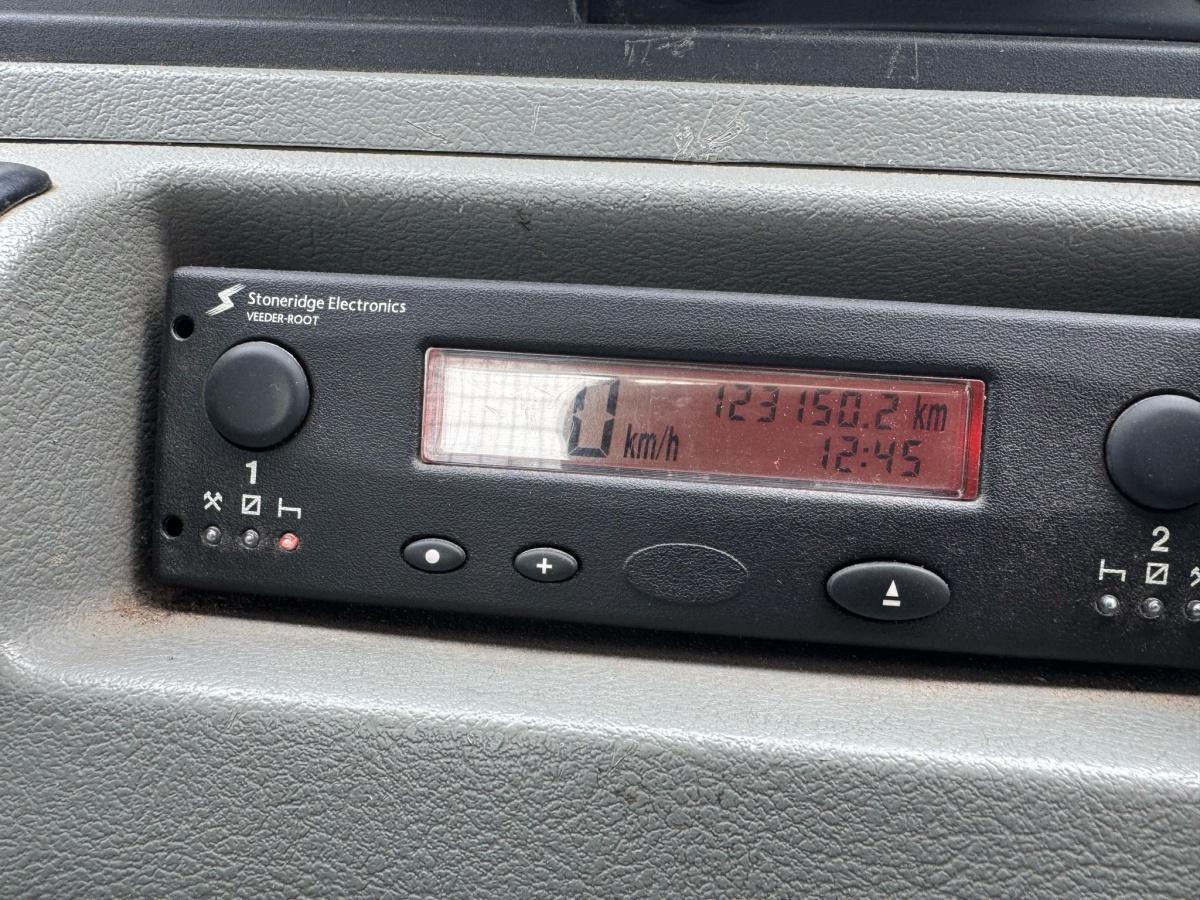 Stoneridge Electronics
VEEDER-ROOT
0 km/h
123150.2 km
12:45
1
2